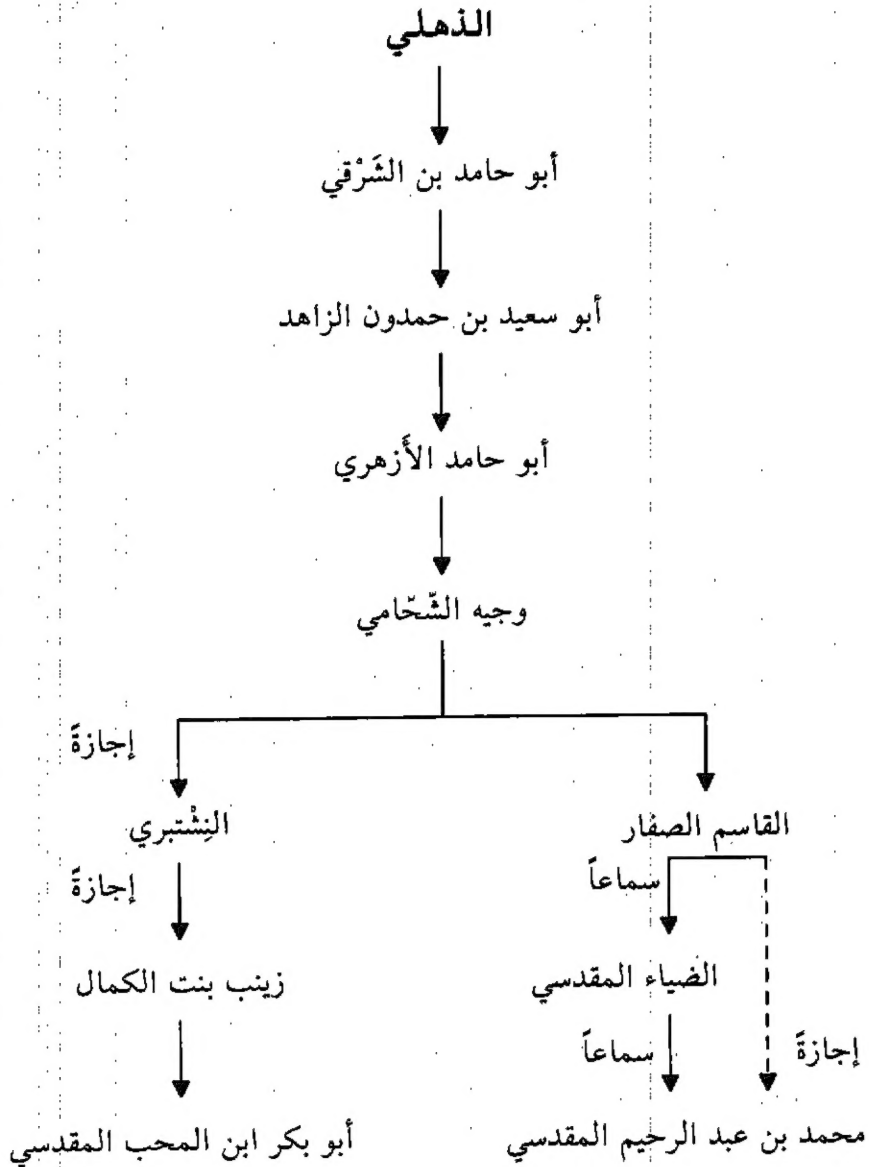 الذهلي
أبو حامد بن الشَرْقي
أبو سعيد بن حمدون الزاهد
أبو حامد الأَزهري
وجيه الشّحّامي
إجازةً
القاسم الصفار
النِشْتبري
سماعاً
إجازةً
الضياء المقدسي
زينب بنت الكمال
إجازةً
سماعاً
محمد بن عبد الرحيم المقدسي
أبو بكر ابن المحب المقدسي